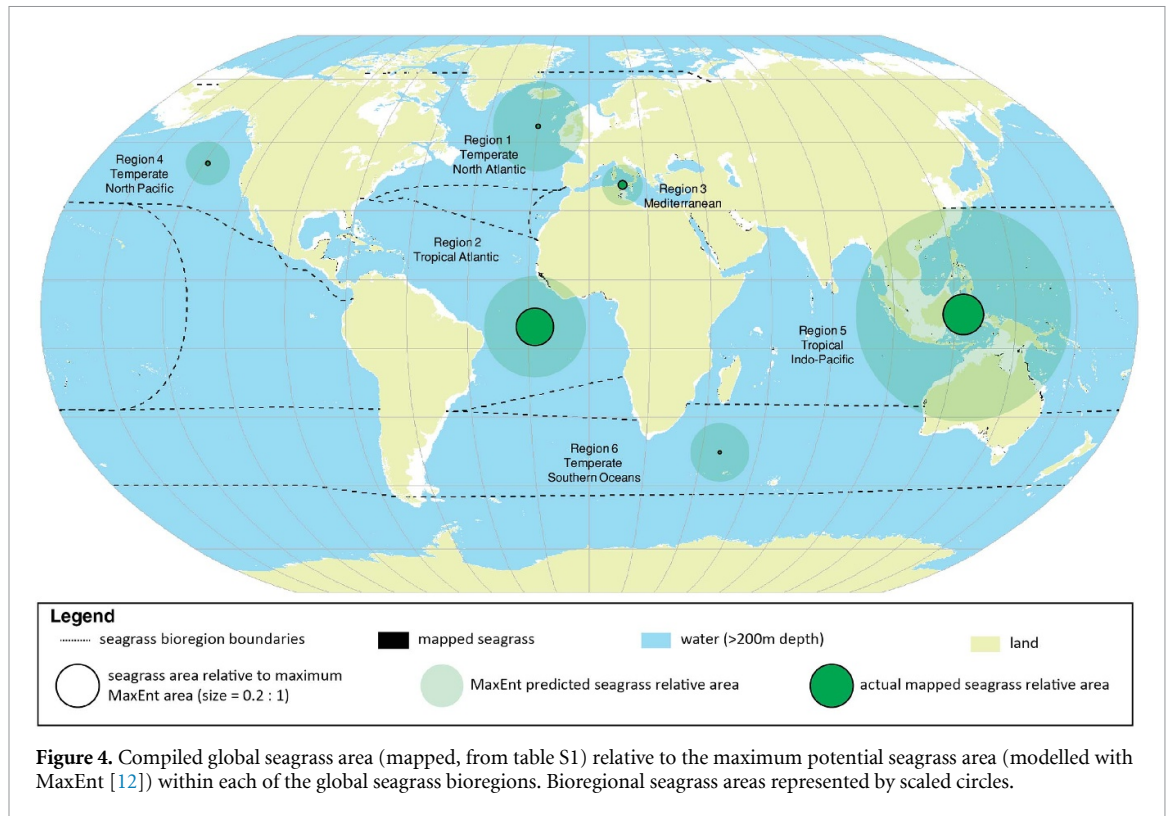 Region 1
Temperate
North Atlantic
Region 4
Temperate
North Pacific
Region 3
Mediterranean
Region 2
Tropical Atlantic
Region 5
Tropical
Indo-Pacific
Region 6
Temperate
Southern Oceans
Legend
seagrass bioregion boundaries
mapped seagrass
water (>200m depth)
land
seagrass area relative to maximum
MaxEnt area (size = 0.2 : 1)
MaxEnt predicted seagrass relative area
actual mapped seagrass relative area
Figure 4. Compiled global seagrass area (mapped, from table S1) relative to the maximum potential seagrass area (modelled with
MaxEnt [12]) within each of the global seagrass bioregions. Bioregional seagrass areas represented by scaled circles.